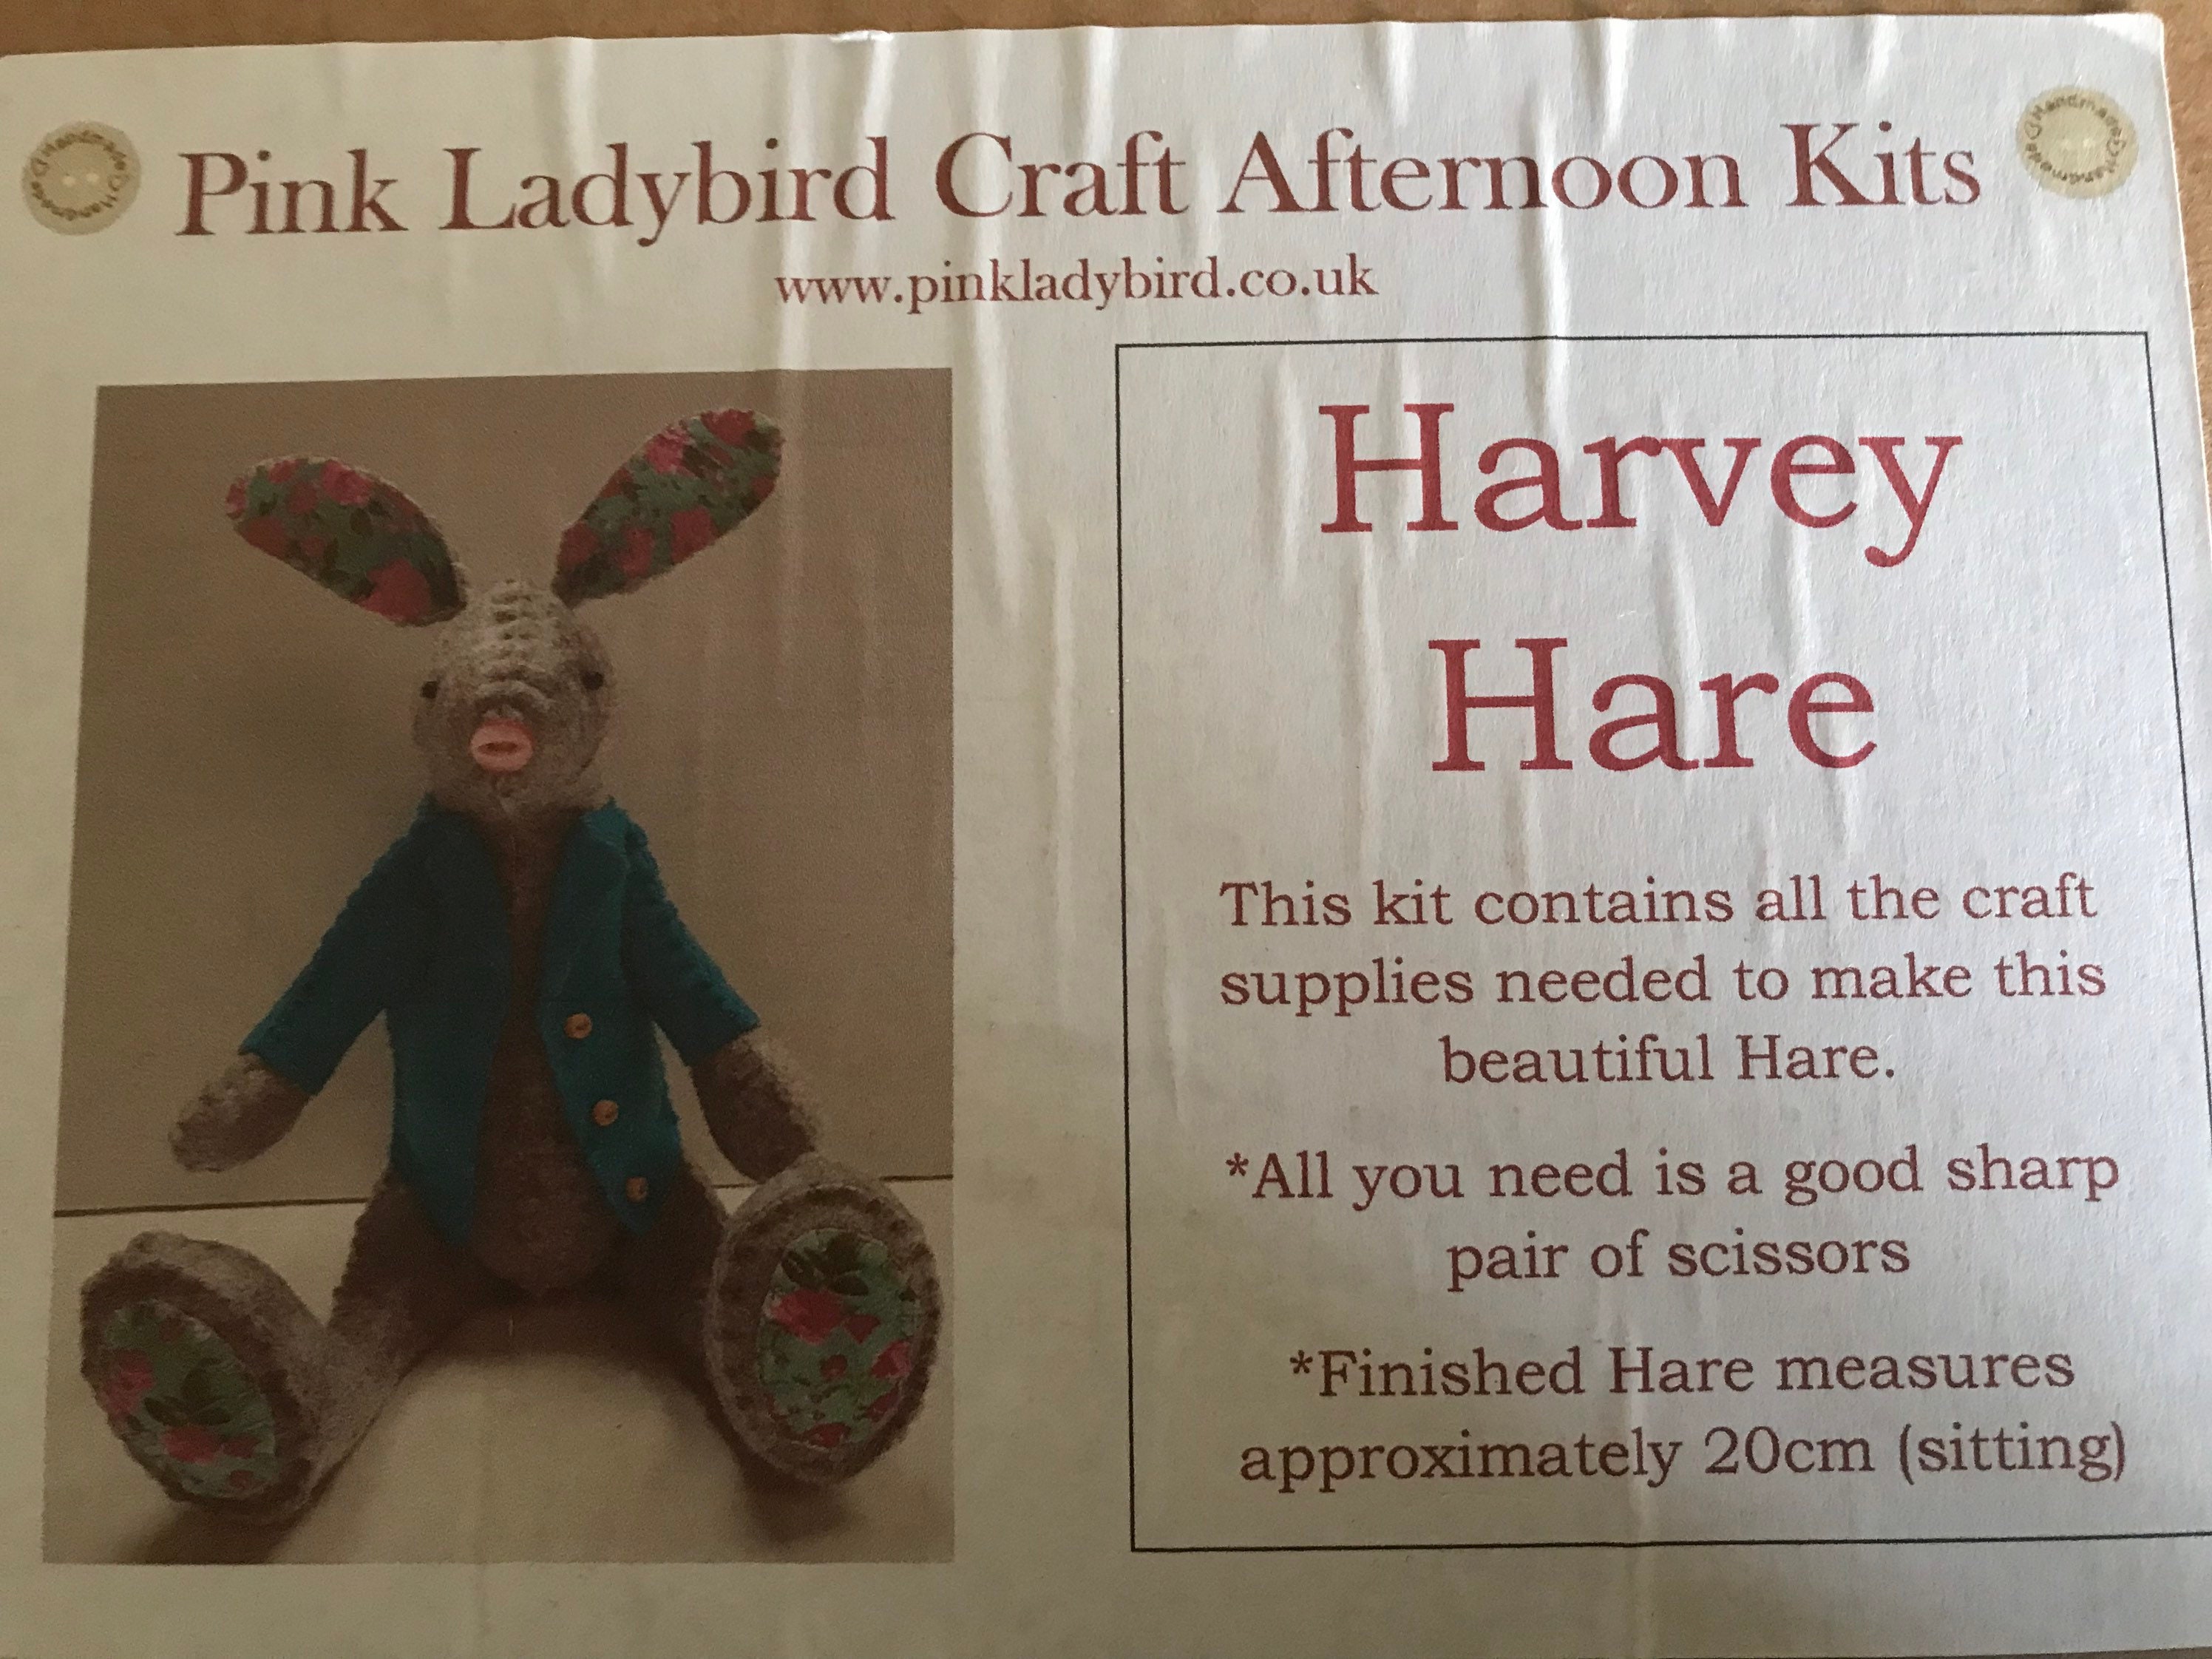 Pink Ladybird Craft Afternoon Kits
www.pinkladybird.co.uk
Harvey
Hare
This kit contains all the craft
supplies needed to make this
beautiful Hare.
*All you need is a good sharp
pair of scissors
*Finished Hare measures
approximately 20cm (sitting)